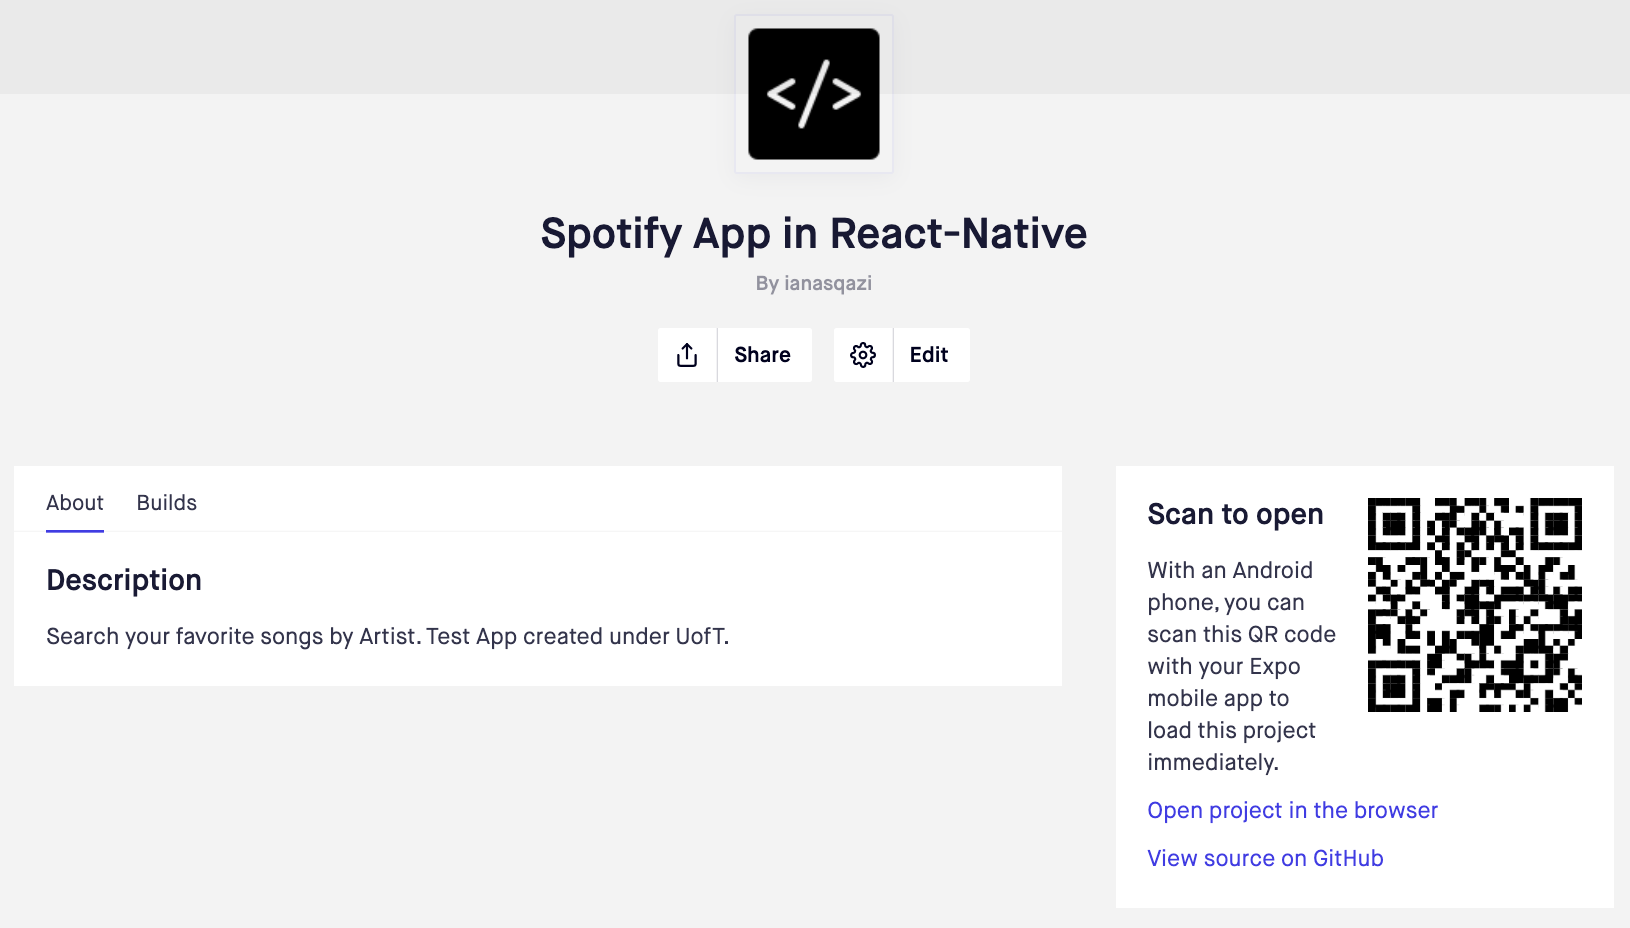 </>
Spotify App in React-Native
By ianasqazi
Share
Edit
About
Builds
Description
Search your favorite songs by Artist. Test App created under UofT.
Scan to open
With an Android
phone, you can
scan this QR code
with your Expo
mobile app to
load this project
immediately.
Open project in the browser
View source on GitHub